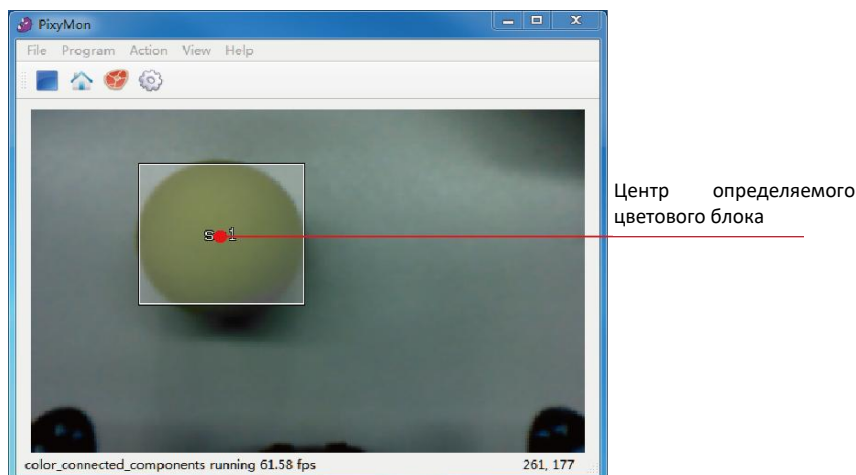 PixyMon
File Program Action View Help
s=1
Центр определяемого
цветового блока
color_connected_components running 61.58 fps
261, 177